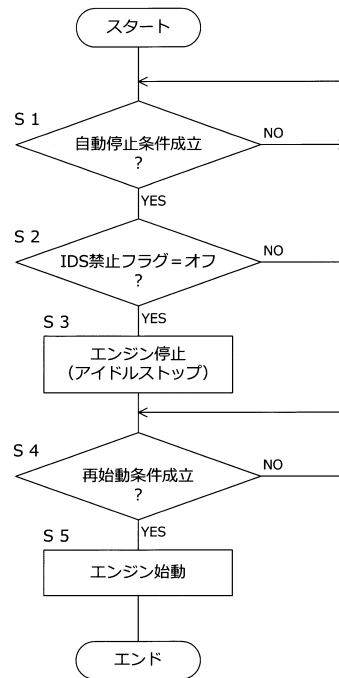 スタート
S 1
自動停止条件成立
?
NO
YES
S 2
IDS禁止フラグ＝オフ
?
NO
YES
S 3
エンジン停止
（アイドルストップ）
S 4
再始動条件成立
?
NO
YES
S 5
エンジン始動
エンド